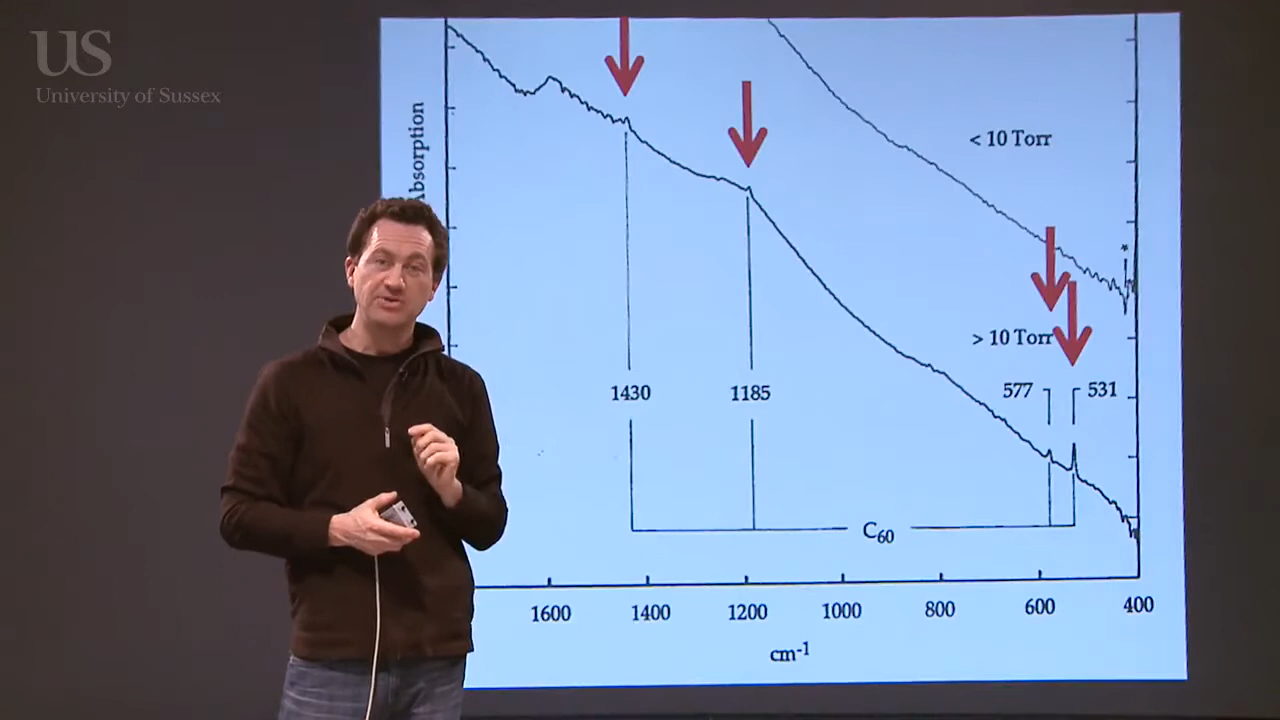 US
University of Sussex
Absorption
< 10 Torr
*
> 10 Torr
1430
1185
577
531
C₆₀
1600
1400
1200
1000
800
600
400
cm⁻¹